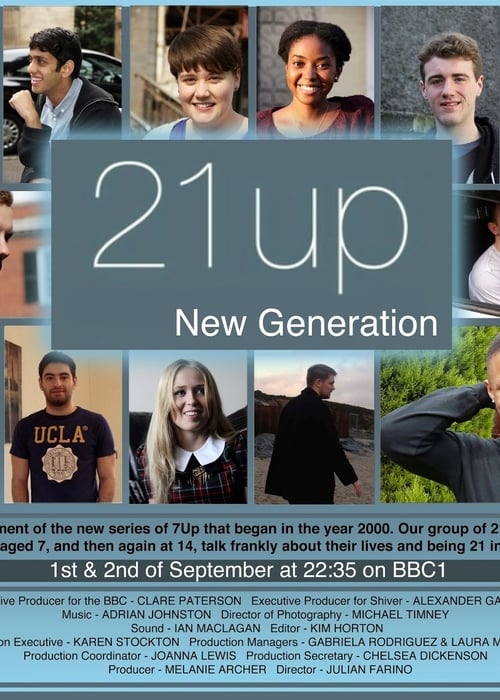 21up
New Generation
UCLA
ment of the new series of 7Up that began in the year 2000. Our group of 2
aged 7, and then again at 14, talk frankly about their lives and being 21 in
1st & 2nd of September at 22:35 on BBC1
ive Producer for the BBC - CLARE PATERSON Executive Producer for Shiver - ALEXANDER GA
Music - ADRIAN JOHNSTON Director of Photography - MICHAEL TIMNEY
Sound - IAN MACLAGAN Editor - KIM HORTON
on Executive - KAREN STOCKTON Production Managers - GABRIELA RODRIGUEZ & LAURA M
Production Coordinator - JOANNA LEWIS Production Secretary - CHELSEA DICKENSON
Producer - MELANIE ARCHER Director - JULIAN FARINO